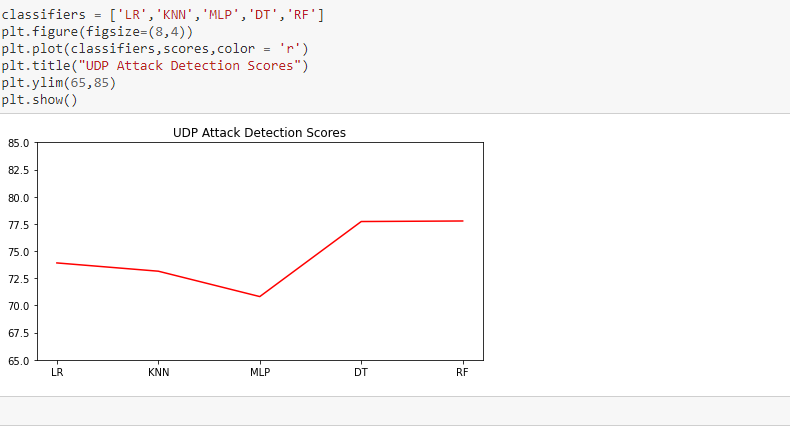 classifiers = ['LR','KNN','MLP','DT','RF']
plt.figure(figsize=(8,4))
plt.plot(classifiers,scores,color = 'r')
plt.title("UDP Attack Detection Scores")
plt.ylim(65,85)
plt.show()
UDP Attack Detection Scores
85.0
82.5
80.0
77.5
75.0
72.5
70.0
67.5
65.0
LR KNN MLP DT RF